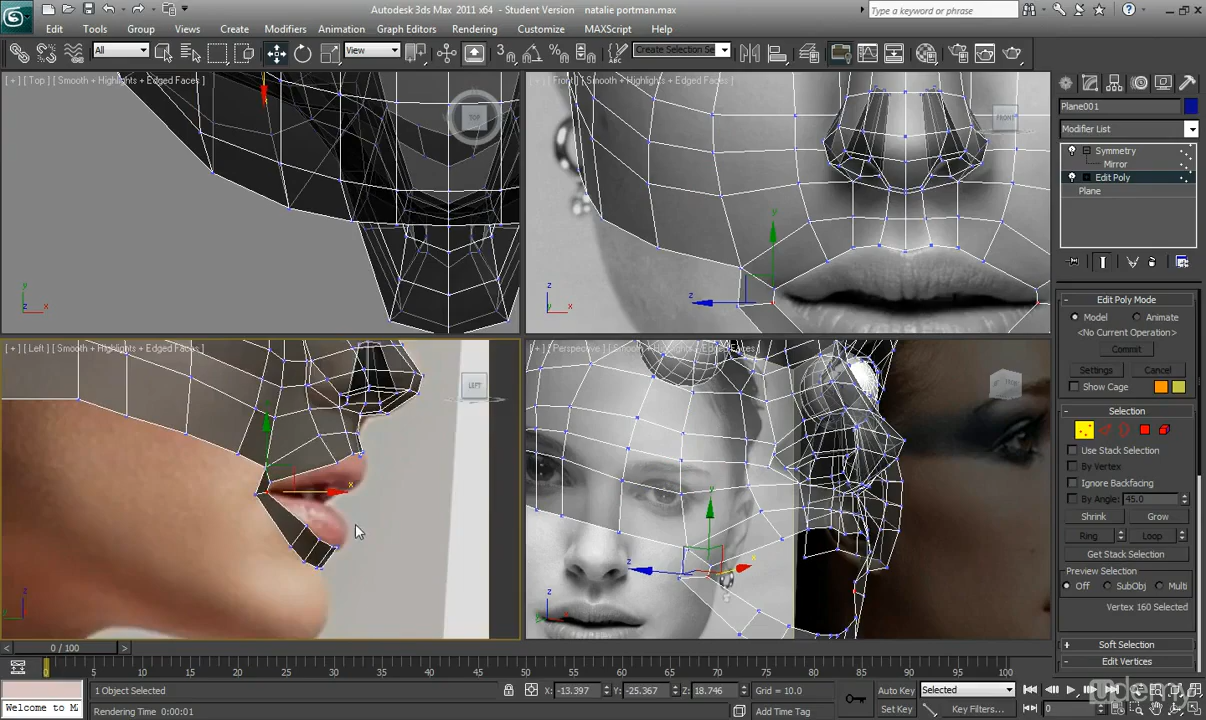 Autodesk 3ds Max 2011 x64 - Student Version natalie portman.max
Type a keyword or phrase
Edit Tools Group Views Create Modifiers Animation Graph Editors Rendering Customize MAXScript Help
All View Create Selection Se
[ + ] [ Top ] [ Smooth + Highlights + Edged Faces ]
[ + ] [ Front ] [ Smooth + Highlights + Edged Faces ]
TOP
FRONT
Plane001
Modifier List
Symmetry
Mirror
Edit Poly
Plane
Edit Poly Mode
Model Animate
<No Current Operation>
Commit
Settings Cancel
Show Cage
Selection
Use Stack Selection
By Vertex
Ignore Backfacing
By Angle: 45.0
Shrink Grow
Ring Loop
Get Stack Selection
Preview Selection
Off SubObj Multi
Vertex 160 Selected
Soft Selection
Edit Vertices
[ + ] [ Left ] [ Smooth + Highlights + Edged Faces ]
LEFT
0 / 100
0 5 10 15 20 25 30 35 40 45 50 55 60 65 70 75 80 85 90 95 100
1 Object Selected X: -13.397 Y: -25.367 Z: 18.746 Grid = 10.0 Auto Key Selected
Welcome to M Rendering Time 0:00:01 Add Time Tag Set Key Key Filters... 0
udemy